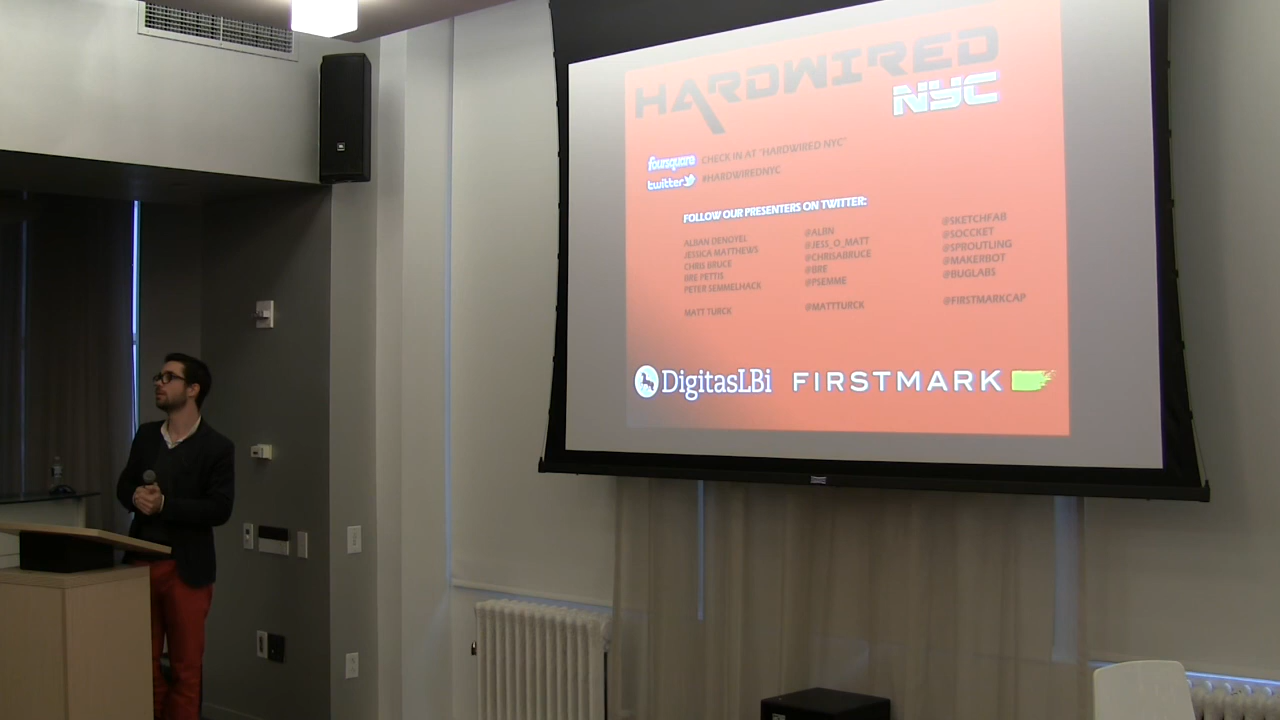 HARDWIRED
NYC
foursquare CHECK IN AT "HARDWIRED NYC"
twitter #HARDWIREDNYC
FOLLOW OUR PRESENTERS ON TWITTER:
ALBAN DENOYEL @ALBN @SKETCHFAB
JESSICA MATTHEWS @JESS_O_MATT @SOCCKET
CHRIS BRUCE @CHRISABRUCE @SPROUTLING
BRE PETTIS @BRE @MAKERBOT
PETER SEMMELHACK @PSEMME @BUGLABS
MATT TURCK @MATTTURCK @FIRSTMARKCAP
DigitasLBi FIRSTMARK